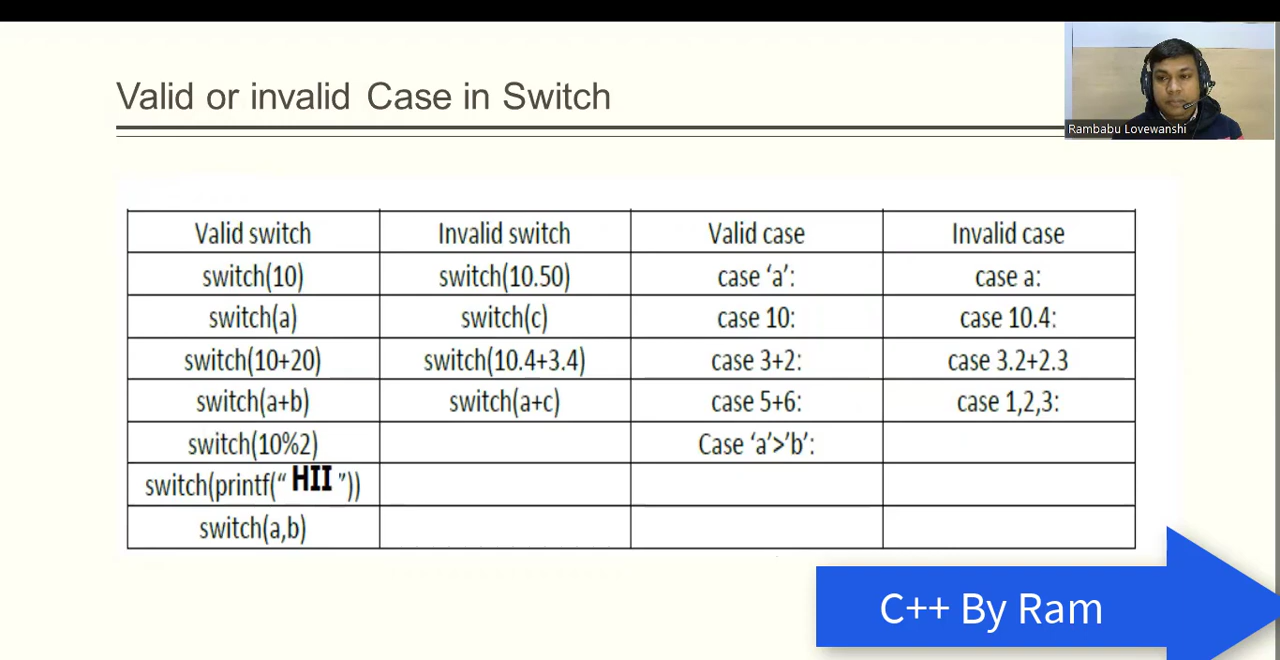 Valid or invalid Case in Switch
Rambabu Lovewanshi
Valid switch Invalid switch Valid case Invalid case
switch(10) switch(10.50) case ‘a’: case a:
switch(a) switch(c) case 10: case 10.4:
switch(10+20) switch(10.4+3.4) case 3+2: case 3.2+2.3
switch(a+b) switch(a+c) case 5+6: case 1,2,3:
switch(10%2) Case ‘a’>’b’:
switch(printf(“ HII ”))
switch(a,b)
C++ By Ram